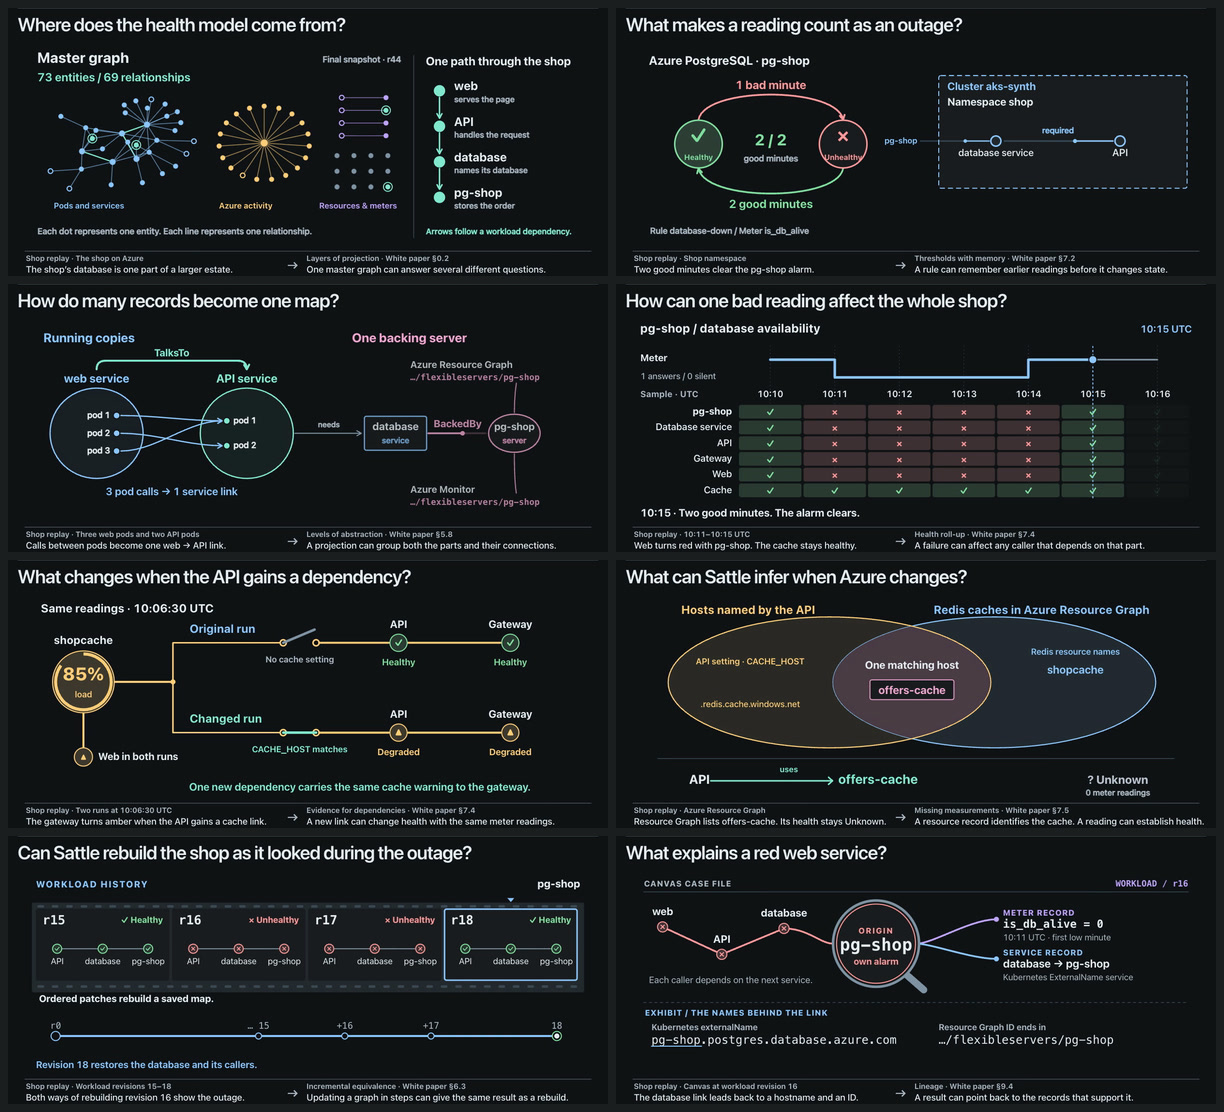 Where does the health model come from?
Master graph
Final snapshot · r44
73 entities / 69 relationships
Pods and services
Azure activity
Resources & meters
Each dot represents one entity. Each line represents one relationship.
One path through the shop
web
serves the page
API
handles the request
database
names its database
pg-shop
stores the order
Arrows follow a workload dependency.
Shop replay · The shop on Azure
The shop's database is one part of a larger estate.
→
Layers of projection · White paper §0.2
One master graph can answer several different questions.
What makes a reading count as an outage?
Azure PostgreSQL · pg-shop
1 bad minute
Healthy
2 / 2
good minutes
Unhealthy
2 good minutes
Rule database-down / Meter is_db_alive
Cluster aks-synth
Namespace shop
pg-shop
required
database service
API
Shop replay · Shop namespace
Two good minutes clear the pg-shop alarm.
→
Thresholds with memory · White paper §7.2
A rule can remember earlier readings before it changes state.
How do many records become one map?
Running copies
TalksTo
web service
API service
pod 1
pod 2
pod 3
pod 1
pod 2
3 pod calls → 1 service link
One backing server
Azure Resource Graph
…/flexibleservers/pg-shop
needs
database
service
BackedBy
pg-shop
server
Azure Monitor
…/flexibleservers/pg-shop
Shop replay · Three web pods and two API pods
Calls between pods become one web → API link.
→
Levels of abstraction · White paper §5.8
A projection can group both the parts and their connections.
How can one bad reading affect the whole shop?
pg-shop / database availability
10:15 UTC
Meter
1 answers / 0 silent
Sample · UTC 10:10 10:11 10:12 10:13 10:14 10:15 10:16
pg-shop
Database service
API
Gateway
Web
Cache
10:15 · Two good minutes. The alarm clears.
Shop replay · 10:11–10:15 UTC
Web turns red with pg-shop. The cache stays healthy.
→
Health roll-up · White paper §7.4
A failure can affect any caller that depends on that part.
What changes when the API gains a dependency?
Same readings · 10:06:30 UTC
shopcache
85%
load
Web in both runs
Original run
No cache setting
API
Healthy
Gateway
Healthy
Changed run
CACHE_HOST matches
API
Degraded
Gateway
Degraded
One new dependency carries the same cache warning to the gateway.
Shop replay · Two runs at 10:06:30 UTC
The gateway turns amber when the API gains a cache link.
→
Evidence for dependencies · White paper §7.4
A new link can change health with the same meter readings.
What can Sattle infer when Azure changes?
Hosts named by the API
Redis caches in Azure Resource Graph
API setting · CACHE_HOST
.redis.cache.windows.net
One matching host
offers-cache
Redis resource names
shopcache
API
uses
offers-cache
? Unknown
0 meter readings
Shop replay · Azure Resource Graph
Resource Graph lists offers-cache. Its health stays Unknown.
→
Missing measurements · White paper §7.5
A resource record identifies the cache. A reading can establish health.
Can Sattle rebuild the shop as it looked during the outage?
WORKLOAD HISTORY
pg-shop
r15 Healthy
API database pg-shop
r16 Unhealthy
API database pg-shop
r17 Unhealthy
API database pg-shop
r18 Healthy
API database pg-shop
Ordered patches rebuild a saved map.
r0 … 15 +16 +17 18
Revision 18 restores the database and its callers.
Shop replay · Workload revisions 15–18
Both ways of rebuilding revision 16 show the outage.
→
Incremental equivalence · White paper §6.3
Updating a graph in steps can give the same result as a rebuild.
What explains a red web service?
CANVAS CASE FILE
WORKLOAD / r16
web
API
database
ORIGIN
pg-shop
own alarm
Each caller depends on the next service.
METER RECORD
is_db_alive = 0
10:11 UTC · first low minute
SERVICE RECORD
database → pg-shop
Kubernetes ExternalName service
EXHIBIT / THE NAMES BEHIND THE LINK
Kubernetes externalName
pg-shop.postgres.database.azure.com
Resource Graph ID ends in
…/flexibleservers/pg-shop
Shop replay · Canvas at workload revision 16
The database link leads back to a hostname and an ID.
→
Lineage · White paper §9.4
A result can point back to the records that support it.